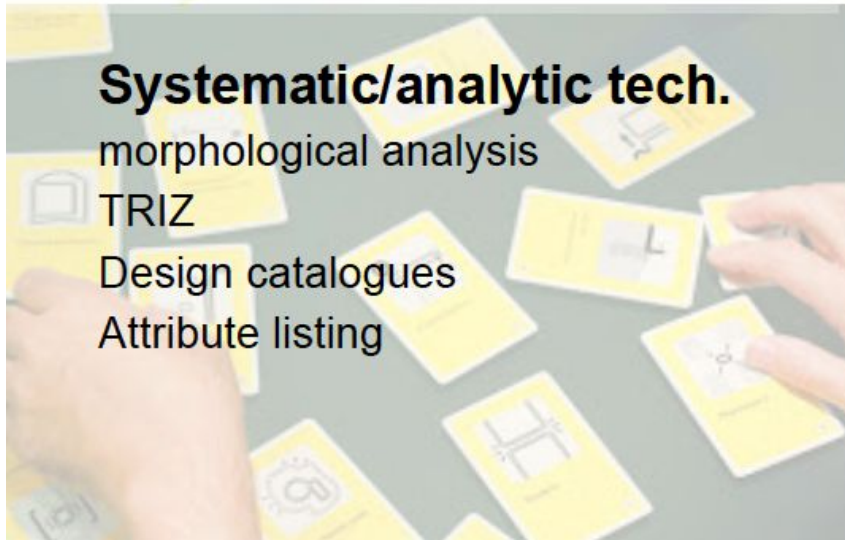 Systematic/analytic tech.
morphological analysis
TRIZ
Design catalogues
Attribute listing